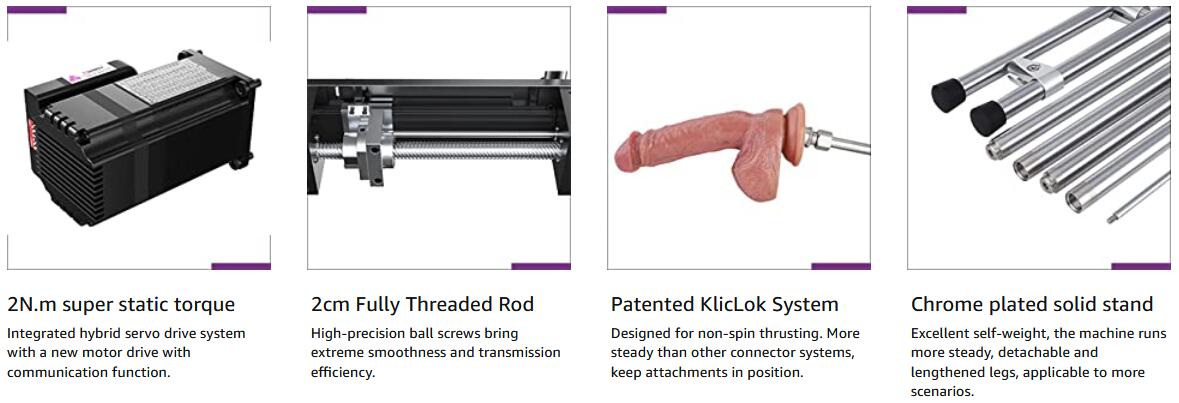 2N.m super static torque
Integrated hybrid servo drive system
with a new motor drive with
communication function.
2cm Fully Threaded Rod
High-precision ball screws bring
extreme smoothness and transmission
efficiency.
Patented KlicLok System
Designed for non-spin thrusting. More
steady than other connector systems,
keep attachments in position.
Chrome plated solid stand
Excellent self-weight, the machine runs
more steady, detachable and
lengthened legs, applicable to more
scenarios.